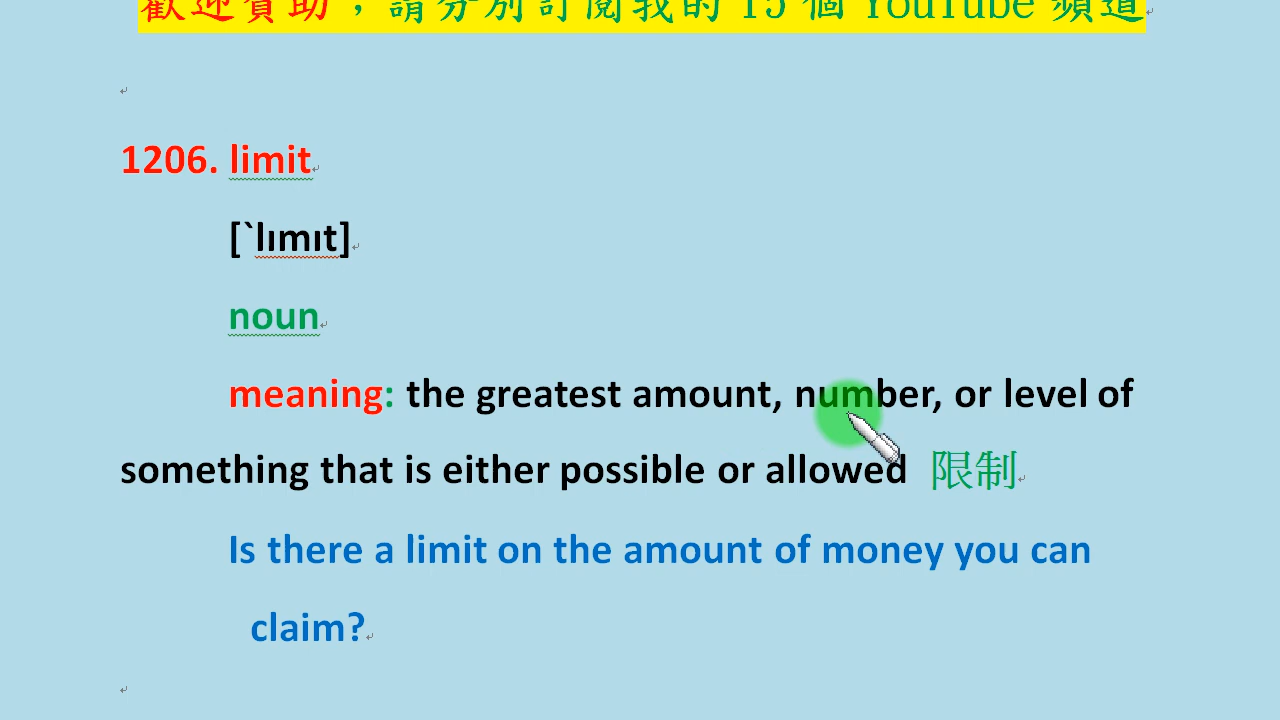 歡迎贊助，請分別訂閱我的 15 個 YouTube 頻道
1206. limit
[`lɪmɪt]
noun
meaning: the greatest amount, number, or level of
something that is either possible or allowed 限制
Is there a limit on the amount of money you can
claim?